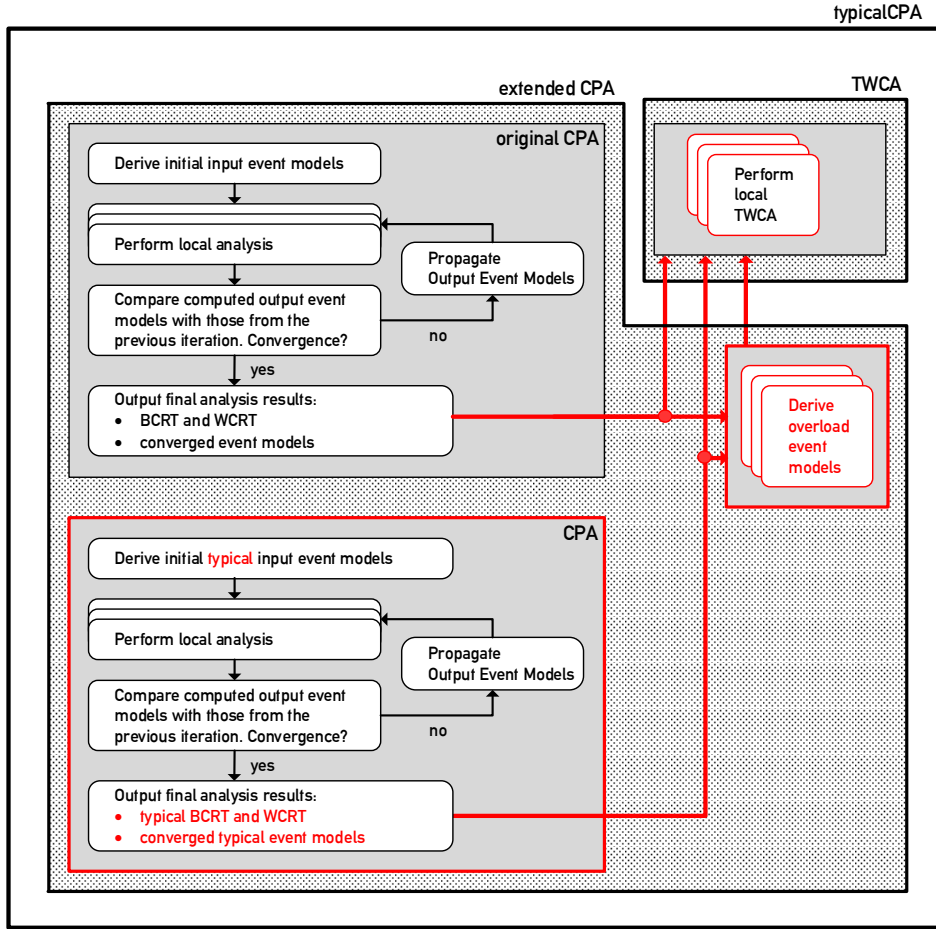 typicalCPA
extended CPA
TWCA
original CPA
Derive initial input event models
Perform local analysis
Propagate
Output Event Models
Compare computed output event
models with those from the
previous iteration. Convergence?
no
yes
Output final analysis results:
• BCRT and WCRT
• converged event models
Perform
local
TWCA
Derive
overload
event
models
CPA
Derive initial typical input event models
Perform local analysis
Propagate
Output Event Models
Compare computed output event
models with those from the
previous iteration. Convergence?
no
yes
Output final analysis results:
• typical BCRT and WCRT
• converged typical event models